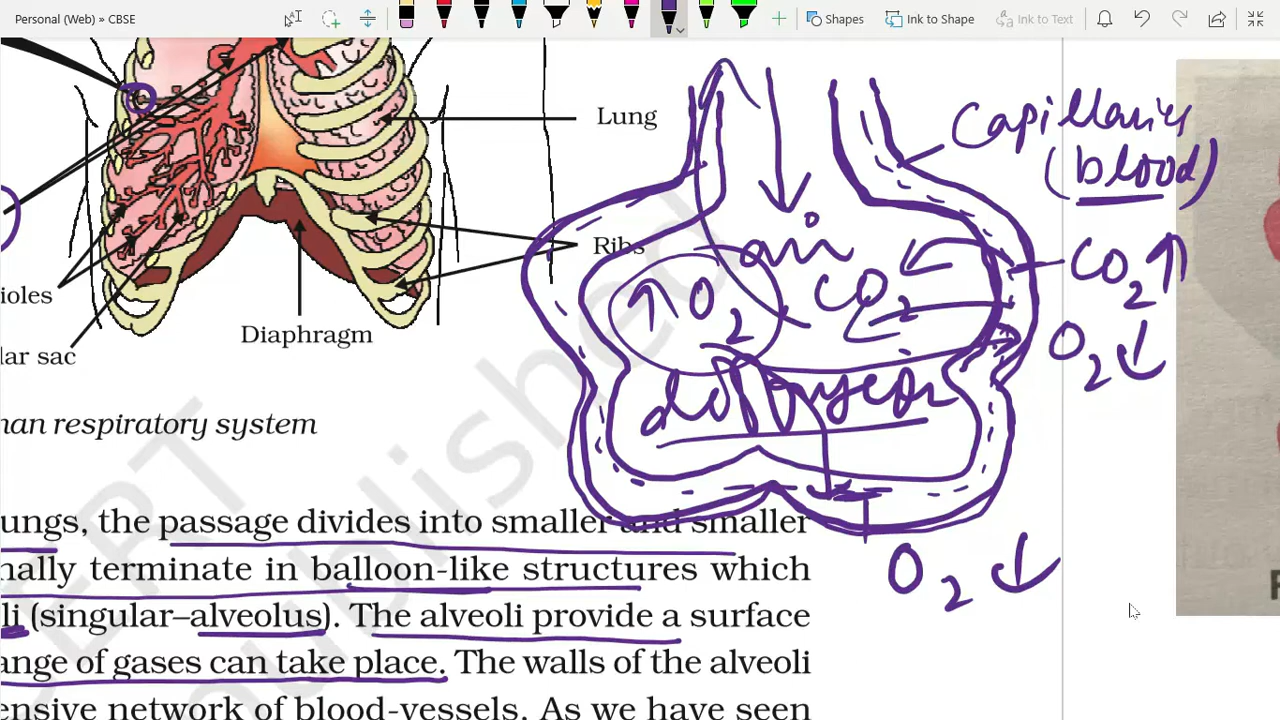 Personal (Web) » CBSE
Shapes
Ink to Shape
Ink to Text
Lung
Ribs
ioles
Diaphragm
lar sac
nan respiratory system
Capillaries
(blood)
air
CO2 ↑
↑ O2
CO2
O2 ↓
diffusion
O2 ↓
ungs, the passage divides into smaller and smaller
nally terminate in balloon-like structures which
li (singular–alveolus). The alveoli provide a surface
ange of gases can take place. The walls of the alveoli
ensive network of blood-vessels. As we have seen